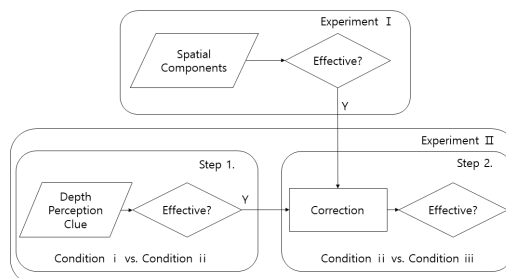 Experiment Ⅰ
Spatial
Components
Effective?
Y
Experiment Ⅱ
Step 1.
Depth
Perception
Clue
Effective?
Y
Condition ⅰ vs. Condition ⅱ
Step 2.
Correction
Effective?
Condition ⅱ vs. Condition ⅲ